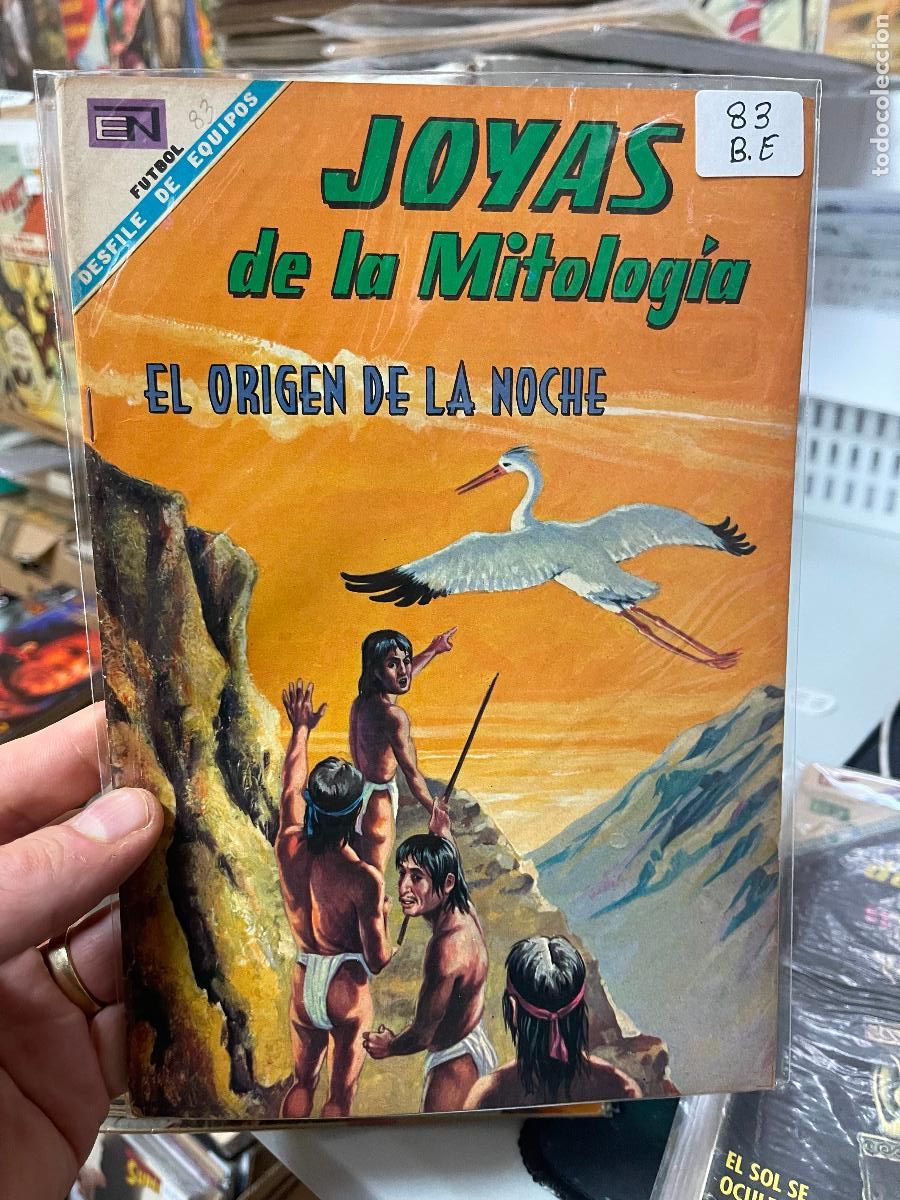 EN
83
FUTBOL
DESFILE DE EQUIPOS
JOYAS
de la Mitología
83
B.E
EL ORIGEN DE LA NOCHE
todocoleccion
EL SOL SE